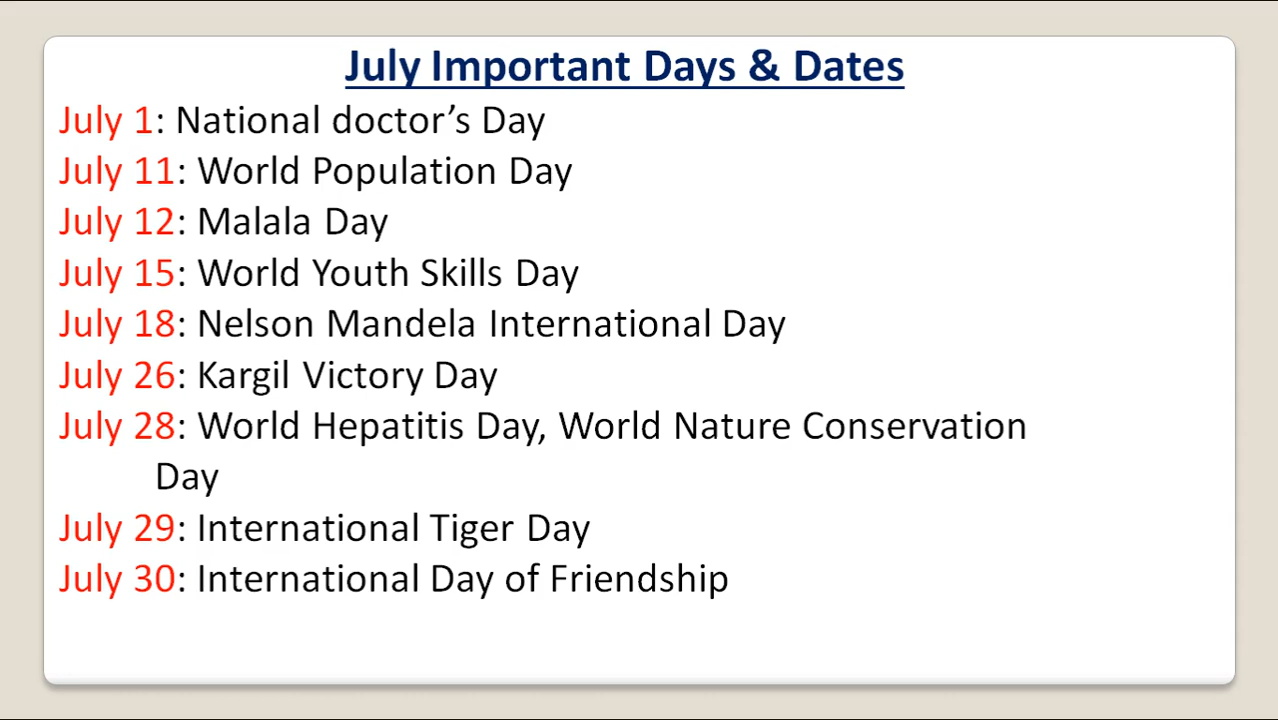 July Important Days & Dates
July 1: National doctor’s Day
July 11: World Population Day
July 12: Malala Day
July 15: World Youth Skills Day
July 18: Nelson Mandela International Day
July 26: Kargil Victory Day
July 28: World Hepatitis Day, World Nature Conservation
Day
July 29: International Tiger Day
July 30: International Day of Friendship